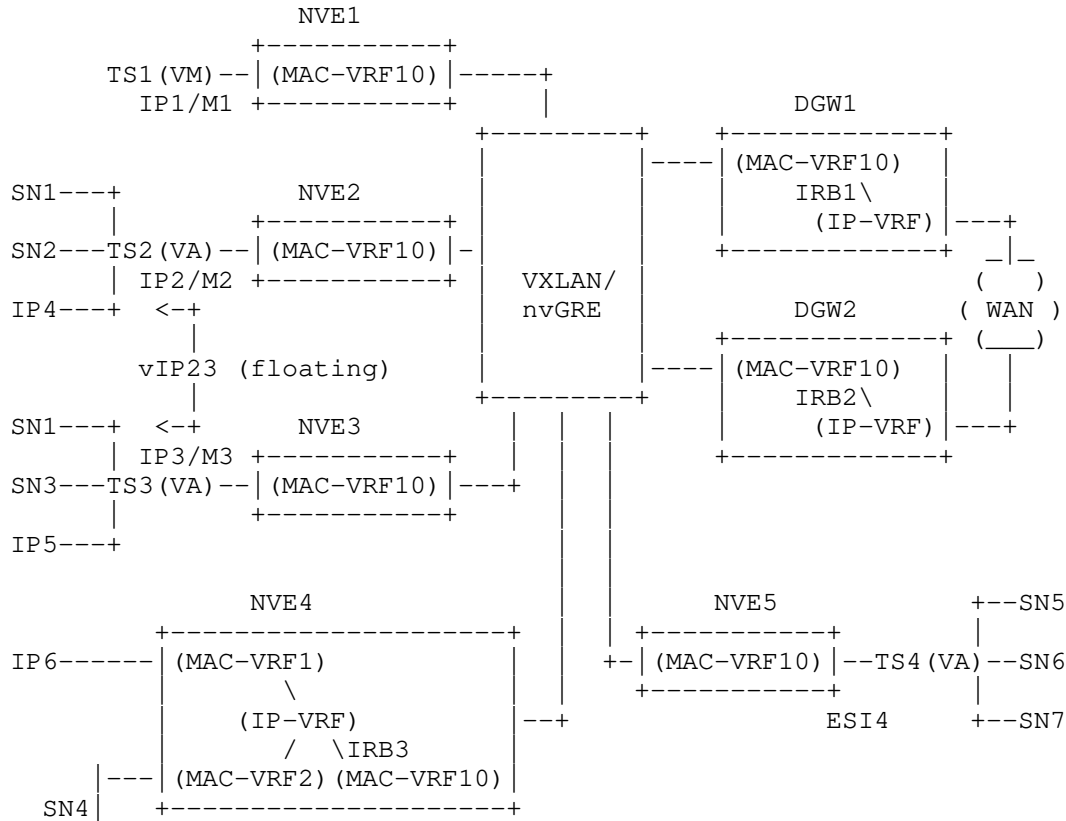 NVE1
TS1(VM)--|(MAC-VRF10)|-----+
IP1/M1
DGW1
(MAC-VRF10)
SN1---+
NVE2
IRB1\
(IP-VRF)|---+
SN2---TS2(VA)--|(MAC-VRF10)|-
IP2/M2
VXLAN/
IP4---+ <-+
nvGRE
DGW2
( WAN )
vIP23 (floating)
(MAC-VRF10)
IRB2\
SN1---+ <-+
NVE3
(IP-VRF)|---+
IP3/M3
SN3---TS3(VA)--|(MAC-VRF10)|---+
IP5---+
NVE4
NVE5
+--SN5
IP6------|(MAC-VRF1)
+-|(MAC-VRF10)|--TS4(VA)--SN6
(IP-VRF)
ESI4
+--SN7
/ \IRB3
|---|(MAC-VRF2)(MAC-VRF10)|
SN4|